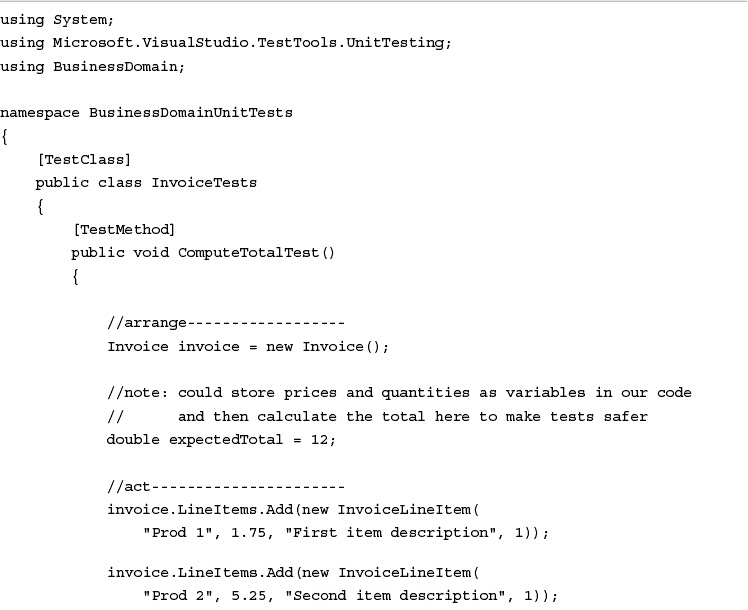 using System;
using Microsoft.VisualStudio.TestTools.UnitTesting;
using BusinessDomain;
namespace BusinessDomainUnitTests
{
[TestClass]
public class InvoiceTests
{
[TestMethod]
public void ComputeTotalTest()
{
//arrange------------------
Invoice invoice = new Invoice();
//note: could store prices and quantities as variables in our code
//      and then calculate the total here to make tests safer
double expectedTotal = 12;
//act----------------------
invoice.LineItems.Add(new InvoiceLineItem(
"Prod 1", 1.75, "First item description", 1));
invoice.LineItems.Add(new InvoiceLineItem(
"Prod 2", 5.25, "Second item description", 1));